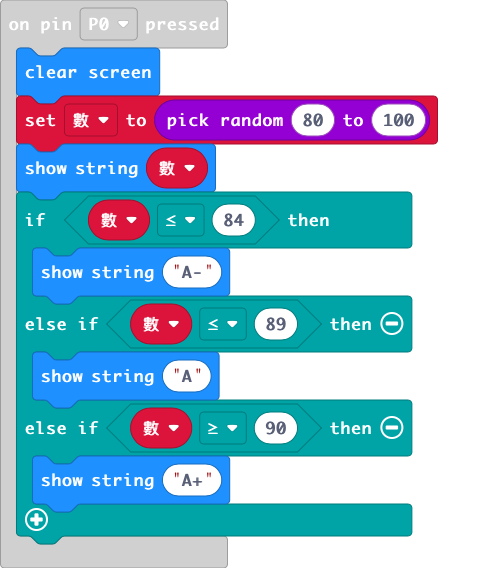 on pin P0 pressed
clear screen
set 數 to pick random 80 to 100
show string 數
if 數 ≤ 84 then
show string "A-"
else if 數 ≤ 89 then
show string "A"
else if 數 ≥ 90 then
show string "A+"